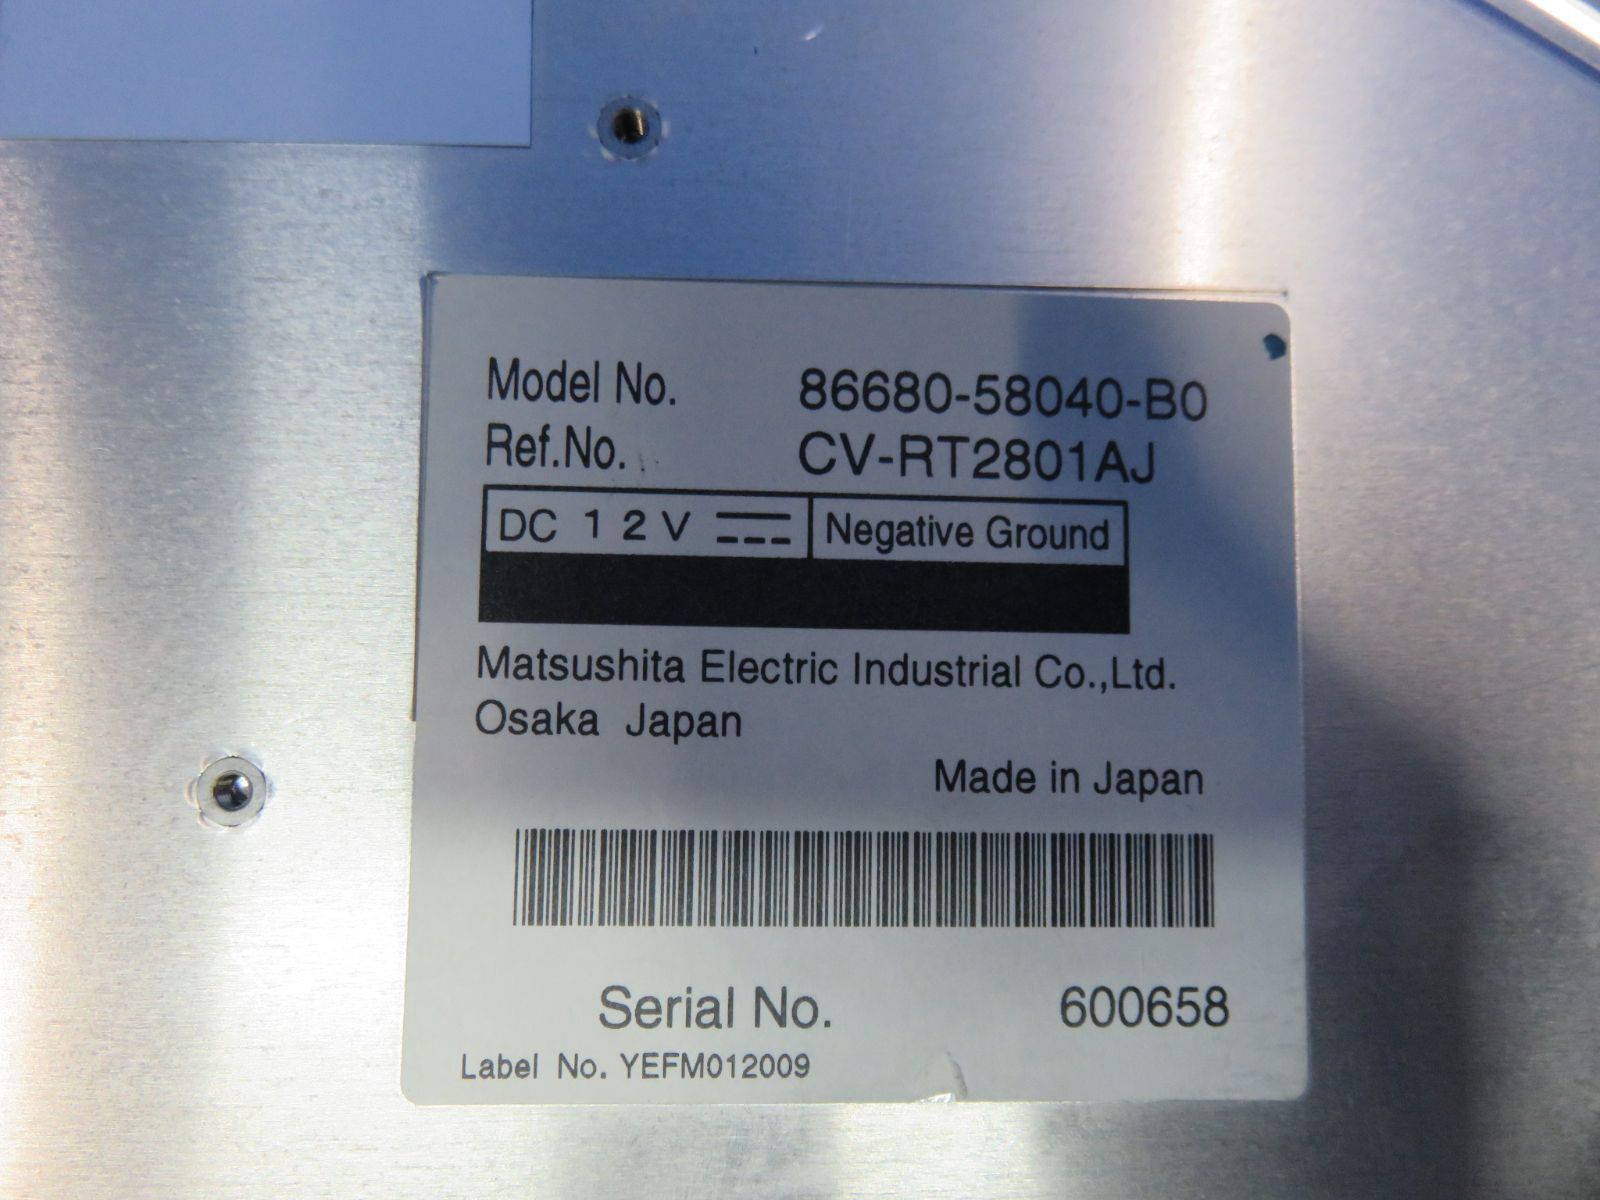 Model No. 86680-58040-B0
Ref.No. CV-RT2801AJ
DC 12V Negative Ground
Matsushita Electric Industrial Co.,Ltd.
Osaka Japan
Made in Japan
Serial No. 600658
Label No. YEFM012009